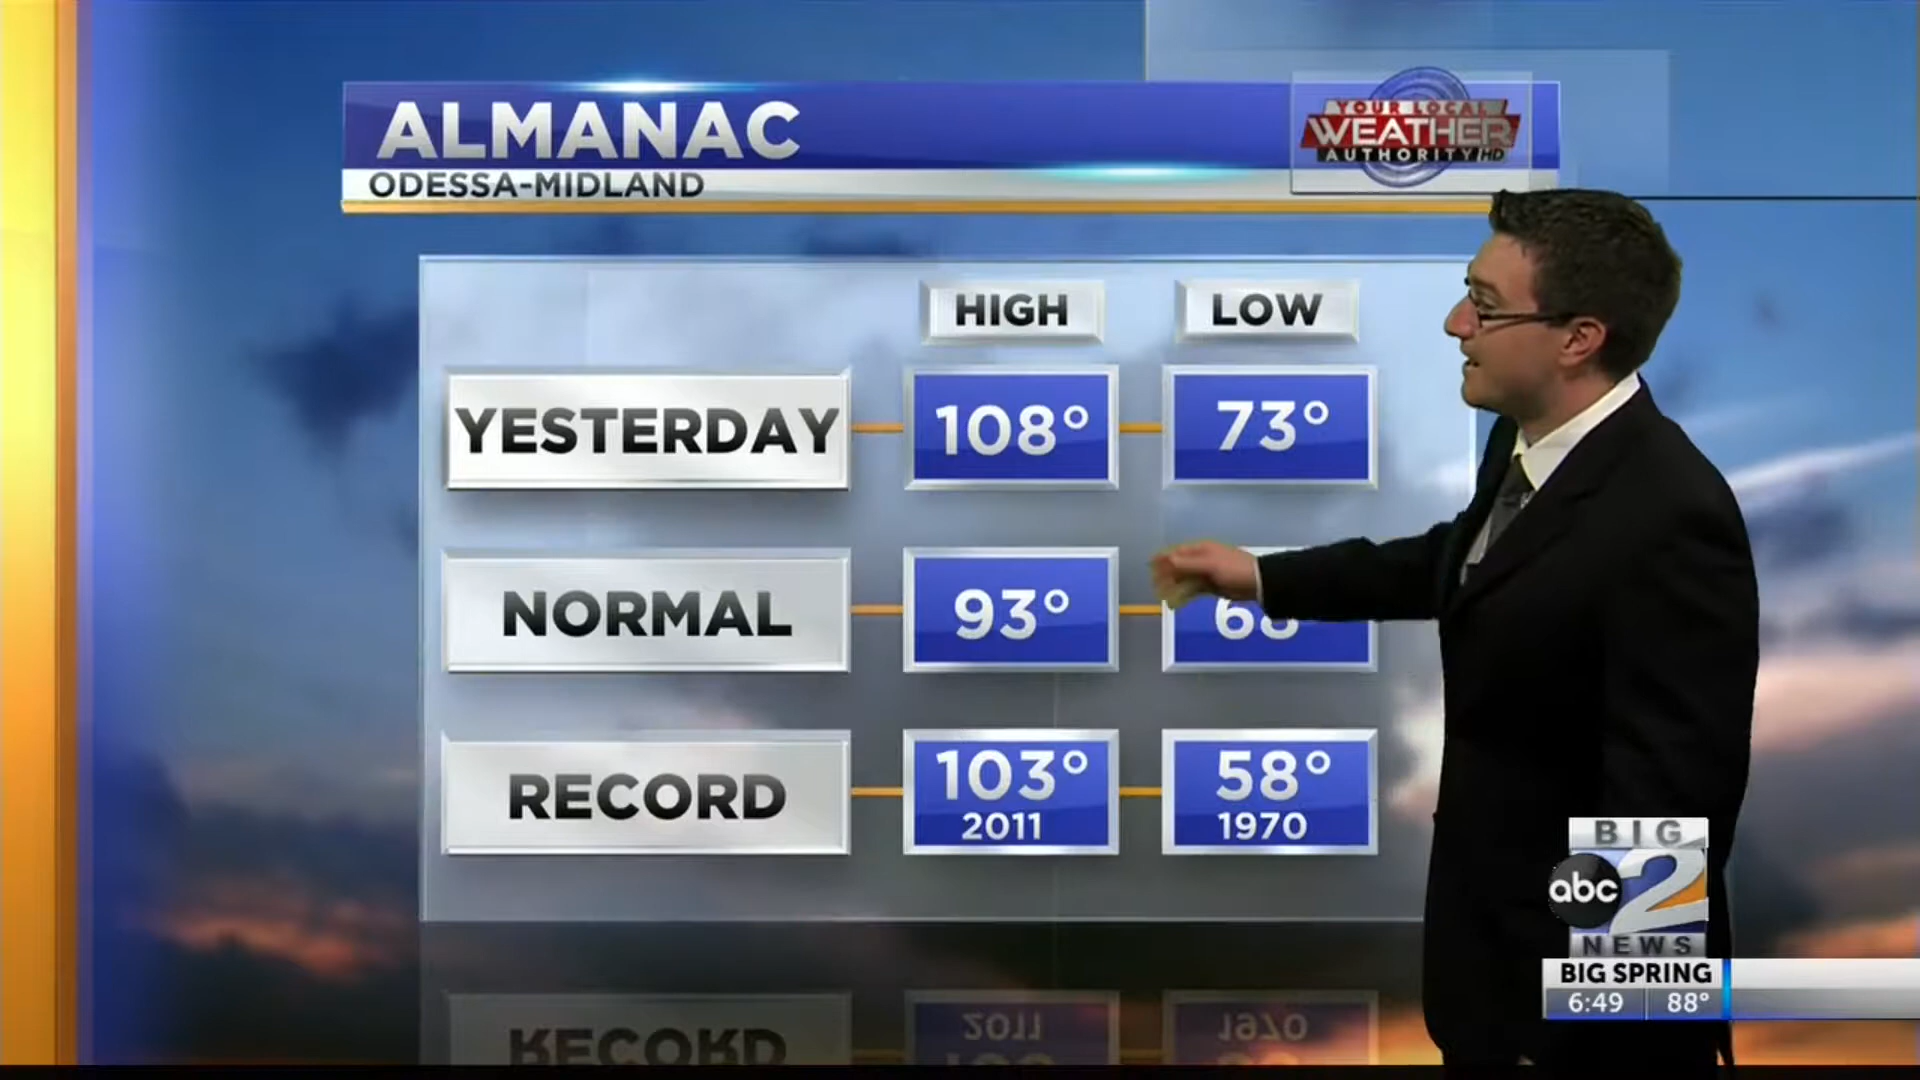 ALMANAC
ODESSA-MIDLAND
YOUR LOCAL
WEATHER
AUTHORITY HD
HIGH LOW
YESTERDAY 108° 73°
NORMAL 93°
RECORD 103° 58°
2011 1970
BIG
abc 2
NEWS
BIG SPRING
6:49 88°